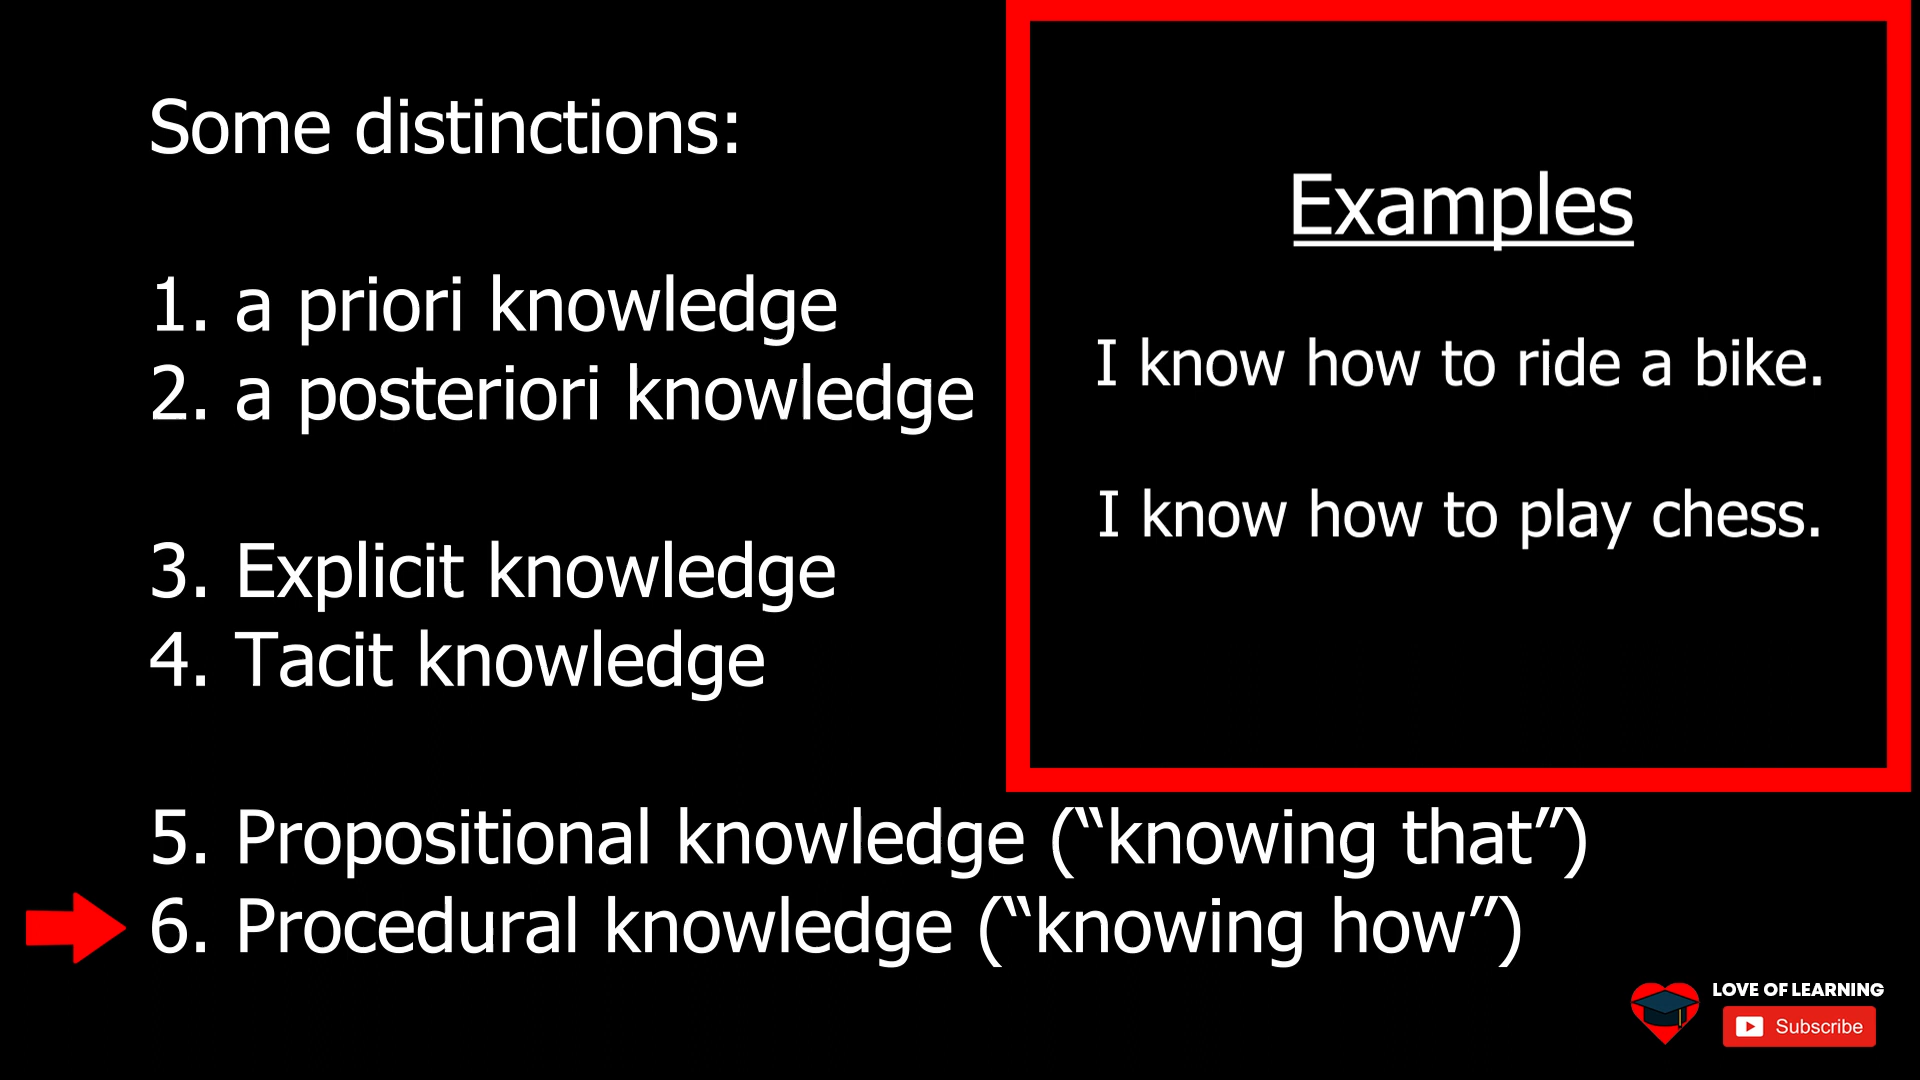 Some distinctions:
1. a priori knowledge
2. a posteriori knowledge
3. Explicit knowledge
4. Tacit knowledge
5. Propositional knowledge (“knowing that”)
6. Procedural knowledge (“knowing how”)
Examples
I know how to ride a bike.
I know how to play chess.
LOVE OF LEARNING
Subscribe